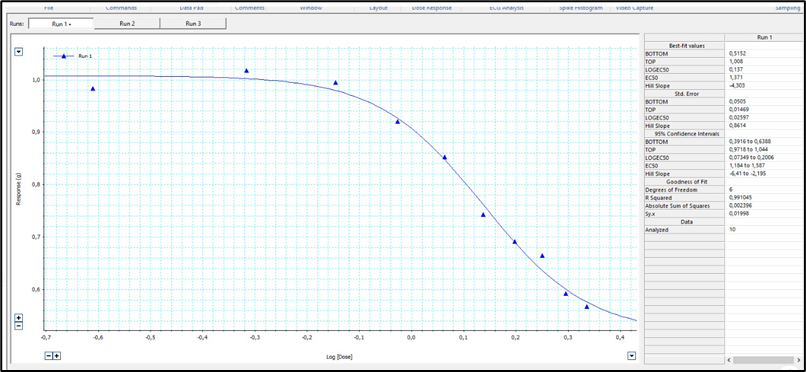 File Commands Data Pad Comments Window Layout Dose Response ECG Analysis Spike Histogram Video Capture Sampling
Runs: Run 1 Run 2 Run 3
Run 1
Response (g)
1,0
0,9
0,8
0,7
0,6
-0,7 -0,6 -0,5 -0,4 -0,3 -0,2 -0,1 0,0 0,1 0,2 0,3 0,4
Log [Dose]
Run 1
Best-fit values
BOTTOM 0,5152
TOP 1,008
LOGEC50 0,137
EC50 1,371
Hill Slope -4,303
Std. Error
BOTTOM 0,0505
TOP 0,01469
LOGEC50 0,02597
Hill Slope 0,8614
95% Confidence Intervals
BOTTOM 0,3916 to 0,6388
TOP 0,9718 to 1,044
LOGEC50 0,07349 to 0,2006
EC50 1,184 to 1,587
Hill Slope -6,41 to -2,195
Goodness of Fit
Degrees of Freedom 6
R Squared 0,991045
Absolute Sum of Squares 0,002396
Sy.x 0,01998
Data
Analyzed 10